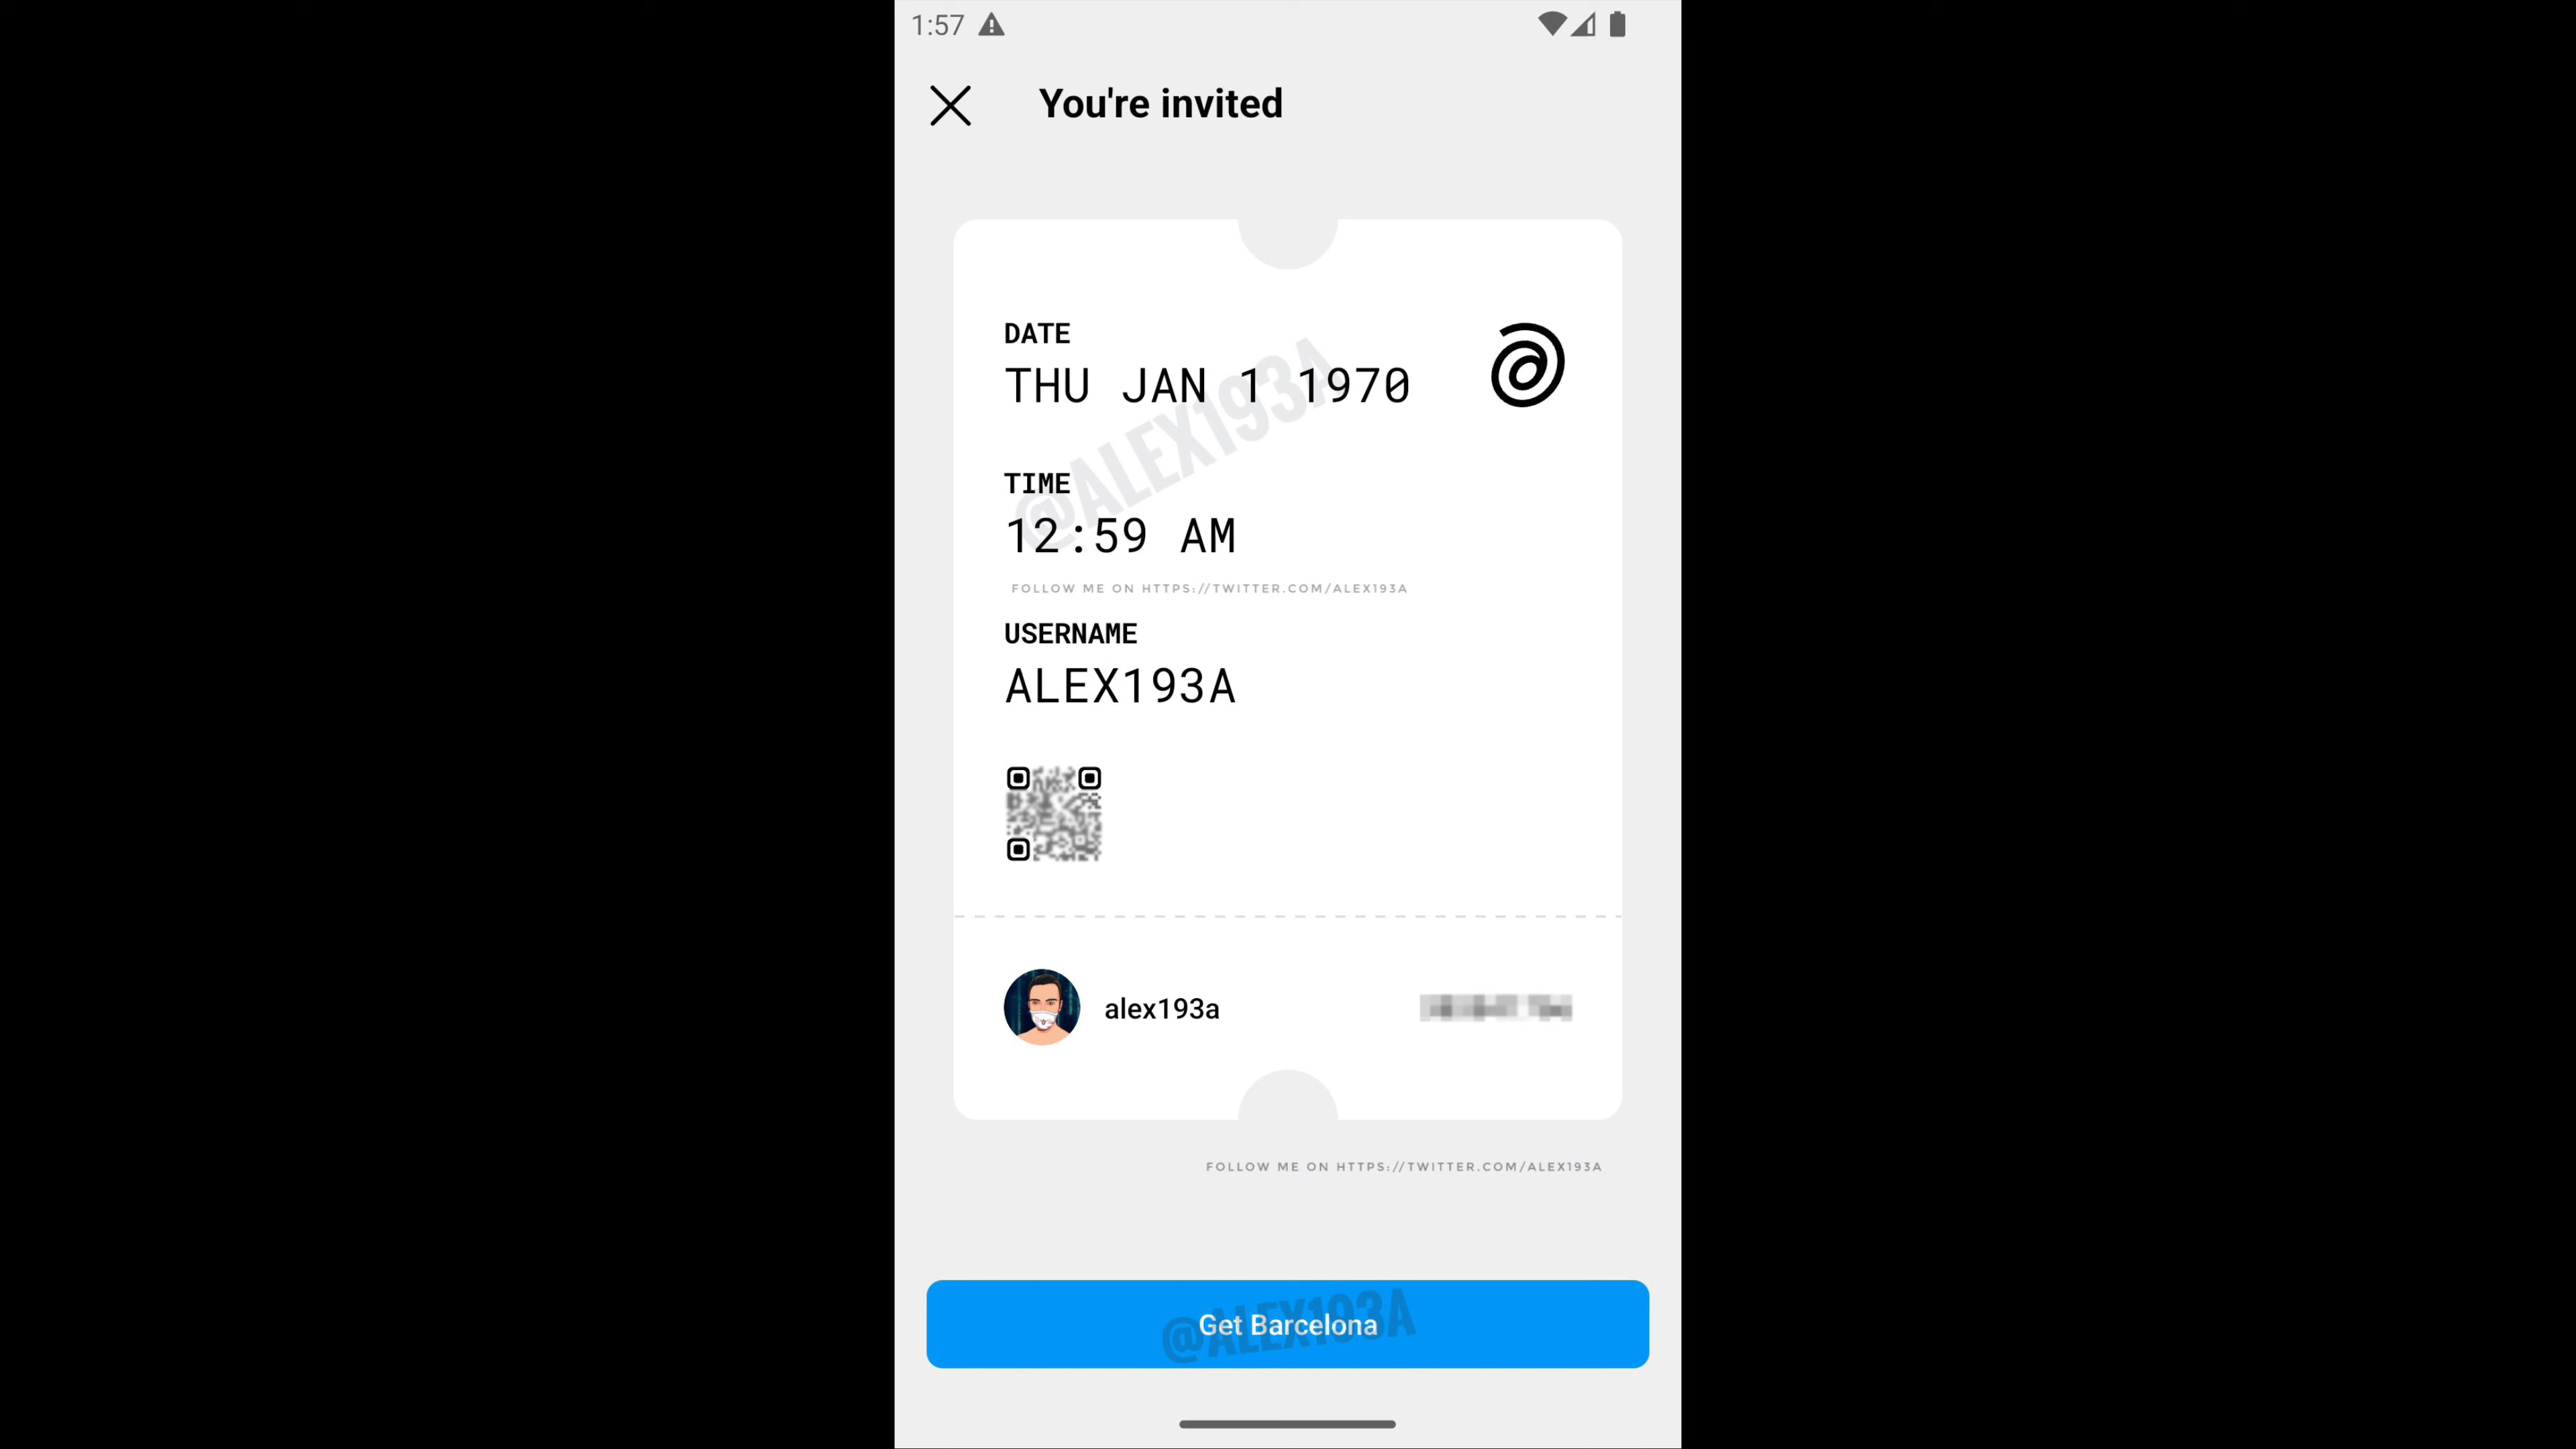 1:57
You're invited
DATE
THU JAN 1 1970
@ALEX193A
TIME
12:59 AM
FOLLOW ME ON HTTPS://TWITTER.COM/ALEX193A
USERNAME
ALEX193A
alex193a
FOLLOW ME ON HTTPS://TWITTER.COM/ALEX193A
Get Barcelona
@ALEX193A